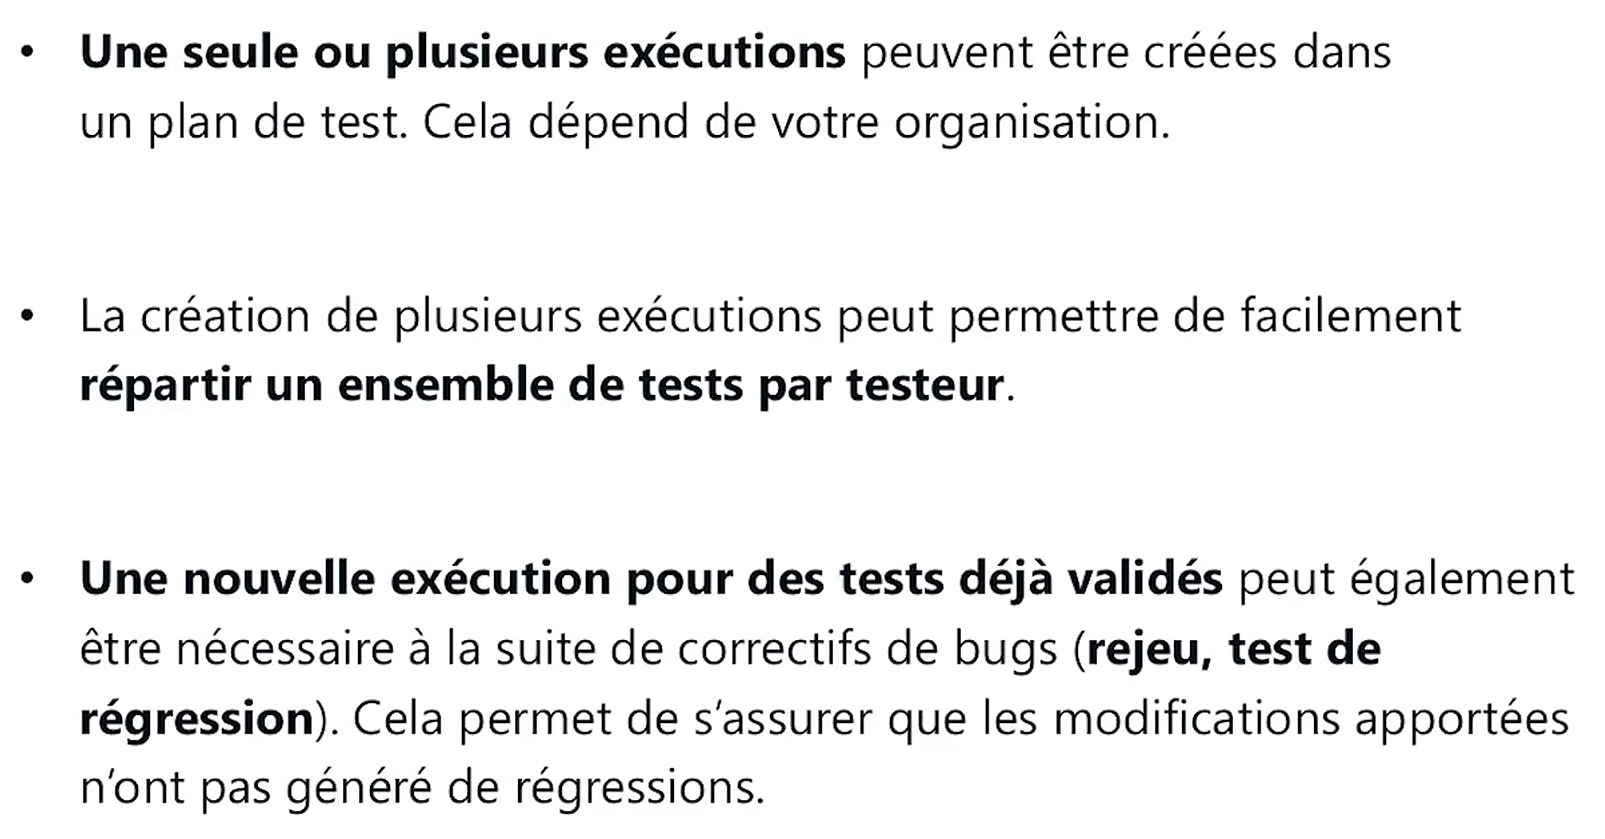 • Une seule ou plusieurs exécutions peuvent être créées dans
un plan de test. Cela dépend de votre organisation.
• La création de plusieurs exécutions peut permettre de facilement
répartir un ensemble de tests par testeur.
• Une nouvelle exécution pour des tests déjà validés peut également
être nécessaire à la suite de correctifs de bugs (rejeu, test de
régression). Cela permet de s’assurer que les modifications apportées
n’ont pas généré de régressions.